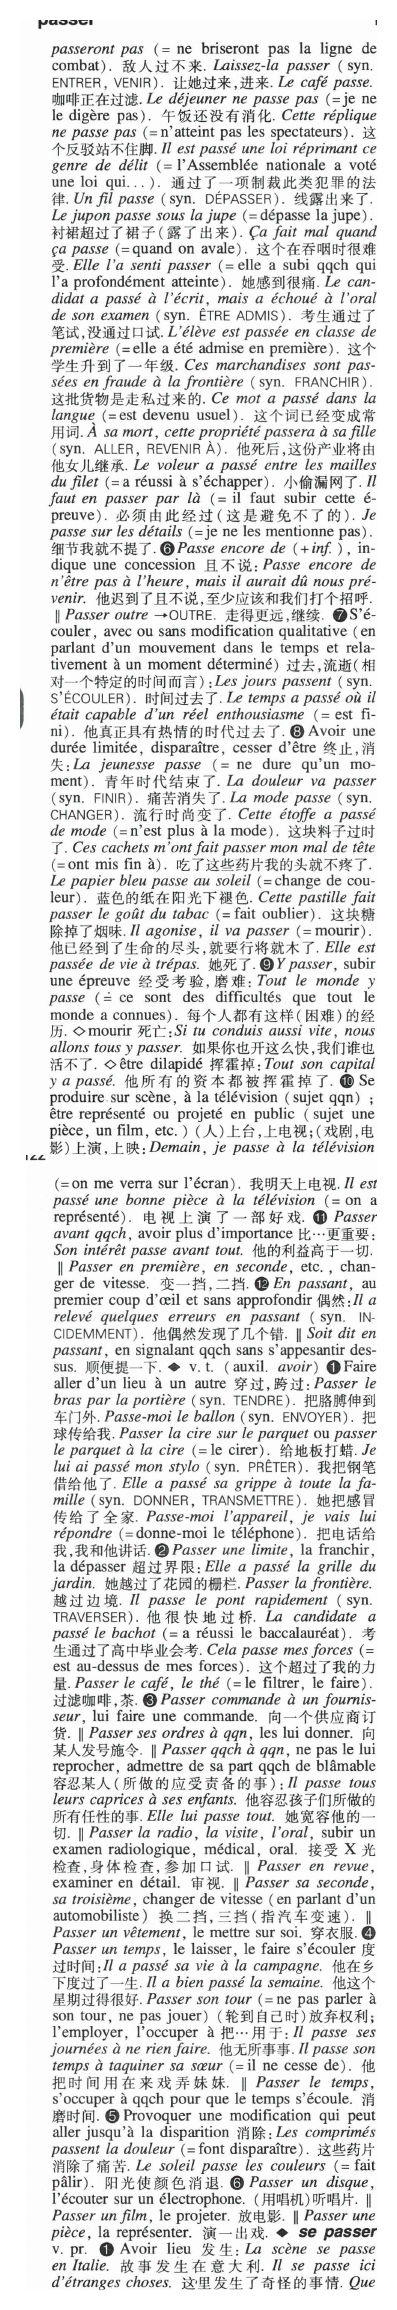 passer
passeront pas (= ne briseront pas la ligne de
combat). 敌人过不来. Laissez-la passer (syn.
ENTRER, VENIR). 让她过来,进来. Le café passe.
咖啡正在过滤. Le déjeuner ne passe pas (=je ne
le digère pas). 午饭还没有消化. Cette réplique
ne passe pas (=n'atteint pas les spectateurs). 这
个反驳站不住脚. Il est passé une loi réprimant ce
genre de délit (= l'Assemblée nationale a voté
une loi qui...). 通过了一项制裁此类犯罪的法
律. Un fil passe (syn. DÉPASSER). 线露出来了.
Le jupon passe sous la jupe (=dépasse la jupe).
衬裙超过了裙子(露了出来). Ça fait mal quand
ça passe (=quand on avale). 这个在吞咽时很难
受. Elle l'a senti passer (=elle a subi qqch qui
l'a profondément atteinte). 她感到很痛. Le can-
didat a passé à l'écrit, mais a échoué à l'oral
de son examen (syn. ÊTRE ADMIS). 考生通过了
笔试,没通过口试. L'élève est passée en classe de
première (=elle a été admise en première). 这个
学生升到了一年级. Ces marchandises sont pas-
sées en fraude à la frontière (syn. FRANCHIR).
这批货物是走私过来的. Ce mot a passé dans la
langue (=est devenu usuel). 这个词已经变成常
用词. À sa mort, cette propriété passera à sa fille
(syn. ALLER, REVENIR À). 他死后,这份产业将由
他女儿继承. Le voleur a passé entre les mailles
du filet (=a réussi à s'échapper). 小偷漏网了. Il
faut en passer par là (= il faut subir cette é-
preuve). 必须由此经过(这是避免不了的). Je
passe sur les détails (=je ne les mentionne pas).
细节我就不提了. ❻Passe encore de (+inf.), in-
dique une concession 且不说: Passe encore de
n'être pas à l'heure, mais il aurait dû nous pré-
venir. 他迟到了且不说,至少应该和我们打个招呼.
‖ Passer outre →OUTRE. 走得更远,继续. ❼S'é-
couler, avec ou sans modification qualitative (en
parlant d'un mouvement dans le temps et rela-
tivement à un moment déterminé) 过去,流逝(相
对一个特定的时间而言): Les jours passent (syn.
S'ÉCOULER). 时间过去了. Le temps a passé où il
était capable d'un réel enthousiasme (= est fi-
ni). 他真正具有热情的时代过去了. ❽ Avoir une
durée limitée, disparaître, cesser d'être 终止,消
失: La jeunesse passe (= ne dure qu'un mo-
ment). 青年时代结束了. La douleur va passer
(syn. FINIR). 痛苦消失了. La mode passe (syn.
CHANGER). 流行时尚变了. Cette étoffe a passé
de mode (=n'est plus à la mode). 这块料子过时
了. Ces cachets m'ont fait passer mon mal de tête
(=ont mis fin à). 吃了这些药片我的头就不疼了.
Le papier bleu passe au soleil (=change de cou-
leur). 蓝色的纸在阳光下褪色. Cette pastille fait
passer le goût du tabac (=fait oublier). 这块糖
除掉了烟味. Il agonise, il va passer (=mourir).
他已经到了生命的尽头,就要行将就木了. Elle est
passée de vie à trépas. 她死了. ❾Y passer, subir
une épreuve 经受考验,磨难: Tout le monde y
passe (= ce sont des difficultés que tout le
monde a connues). 每个人都有这样(困难)的经
历. ◇mourir 死亡: Si tu conduis aussi vite, nous
allons tous y passer. 如果你也开这么快,我们谁也
活不了. ◇être dilapidé 挥霍掉: Tout son capital
y a passé. 他所有的资本都被挥霍掉了. ❿ Se
produire sur scène, à la télévision (sujet qqn) ;
être représenté ou projeté en public (sujet une
pièce, un film, etc.) (人)上台,上电视;(戏剧,电
影)上演,上映: Demain, je passe à la télévision
122
(=on me verra sur l'écran). 我明天上电视. Il est
passé une bonne pièce à la télévision (= on a
représenté). 电视上演了一部好戏. ⓫ Passer
avant qqch, avoir plus d'importance 比…更重要:
Son intérêt passe avant tout. 他的利益高于一切.
‖ Passer en première, en seconde, etc., chan-
ger de vitesse. 变一挡,二挡. ⓬ En passant, au
premier coup d'œil et sans approfondir 偶然: Il a
relevé quelques erreurs en passant (syn. IN-
CIDEMMENT). 他偶然发现了几个错. ‖ Soit dit en
passant, en signalant qqch sans s'appesantir des-
sus. 顺便提一下. ◆ v. t. (auxil. avoir) ❶Faire
aller d'un lieu à un autre 穿过,跨过: Passer le
bras par la portière (syn. TENDRE). 把胳膊伸到
车门外. Passe-moi le ballon (syn. ENVOYER). 把
球传给我. Passer la cire sur le parquet ou passer
le parquet à la cire (=le cirer). 给地板打蜡. Je
lui ai passé mon stylo (syn. PRÊTER). 我把钢笔
借给他了. Elle a passé sa grippe à toute la fa-
mille (syn. DONNER, TRANSMETTRE). 她把感冒
传给了全家. Passe-moi l'appareil, je vais lui
répondre (=donne-moi le téléphone). 把电话给
我,我和他讲话. ❷Passer une limite, la franchir,
la dépasser 超过界限: Elle a passé la grille du
jardin. 她越过了花园的栅栏. Passer la frontière.
越过边境. Il passe le pont rapidement (syn.
TRAVERSER). 他很快地过桥. La candidate a
passé le bachot (=a réussi le baccalauréat). 考
生通过了高中毕业会考. Cela passe mes forces (=
est au-dessus de mes forces). 这个超过了我的力
量. Passer le café, le thé (=le filtrer, le faire).
过滤咖啡,茶. ❸Passer commande à un fournis-
seur, lui faire une commande. 向一个供应商订
货. ‖ Passer ses ordres à qqn, les lui donner. 向
某人发号施令. ‖ Passer qqch à qqn, ne pas le lui
reprocher, admettre de sa part qqch de blâmable
容忍某人(所做的应受责备的事): Il passe tous
leurs caprices à ses enfants. 他容忍孩子们所做的
所有任性的事. Elle lui passe tout. 她宽容他的一
切. ‖ Passer la radio, la visite, l'oral, subir un
examen radiologique, médical, oral. 接受 X 光
检查,身体检查,参加口试. ‖ Passer en revue,
examiner en détail. 审视. ‖ Passer sa seconde,
sa troisième, changer de vitesse (en parlant d'un
automobiliste) 换二挡,三挡(指汽车变速). ‖
Passer un vêtement, le mettre sur soi. 穿衣服. ❹
Passer un temps, le laisser, le faire s'écouler 度
过时间: Il a passé sa vie à la campagne. 他在乡
下度过了一生. Il a bien passé la semaine. 他这个
星期过得很好. Passer son tour (=ne pas parler à
son tour, ne pas jouer) (轮到自己时)放弃权利;
l'employer, l'occuper à 把…用于: Il passe ses
journées à ne rien faire. 他无所事事. Il passe son
temps à taquiner sa sœur (=il ne cesse de). 他
把时间用在来戏弄妹妹. ‖ Passer le temps,
s'occuper à qqch pour que le temps s'écoule. 消
磨时间. ❺Provoquer une modification qui peut
aller jusqu'à la disparition 消除: Les comprimés
passent la douleur (=font disparaître). 这些药片
消除了痛苦. Le soleil passe les couleurs (= fait
pâlir). 阳光使颜色消退. ❻ Passer un disque,
l'écouter sur un électrophone. (用唱机)听唱片. ‖
Passer un film, le projeter. 放电影. ‖ Passer une
pièce, la représenter. 演一出戏. ◆ se passer
v. pr. ❶ Avoir lieu 发生: La scène se passe
en Italie. 故事发生在意大利. Il se passe ici
d'étranges choses. 这里发生了奇怪的事情. Que